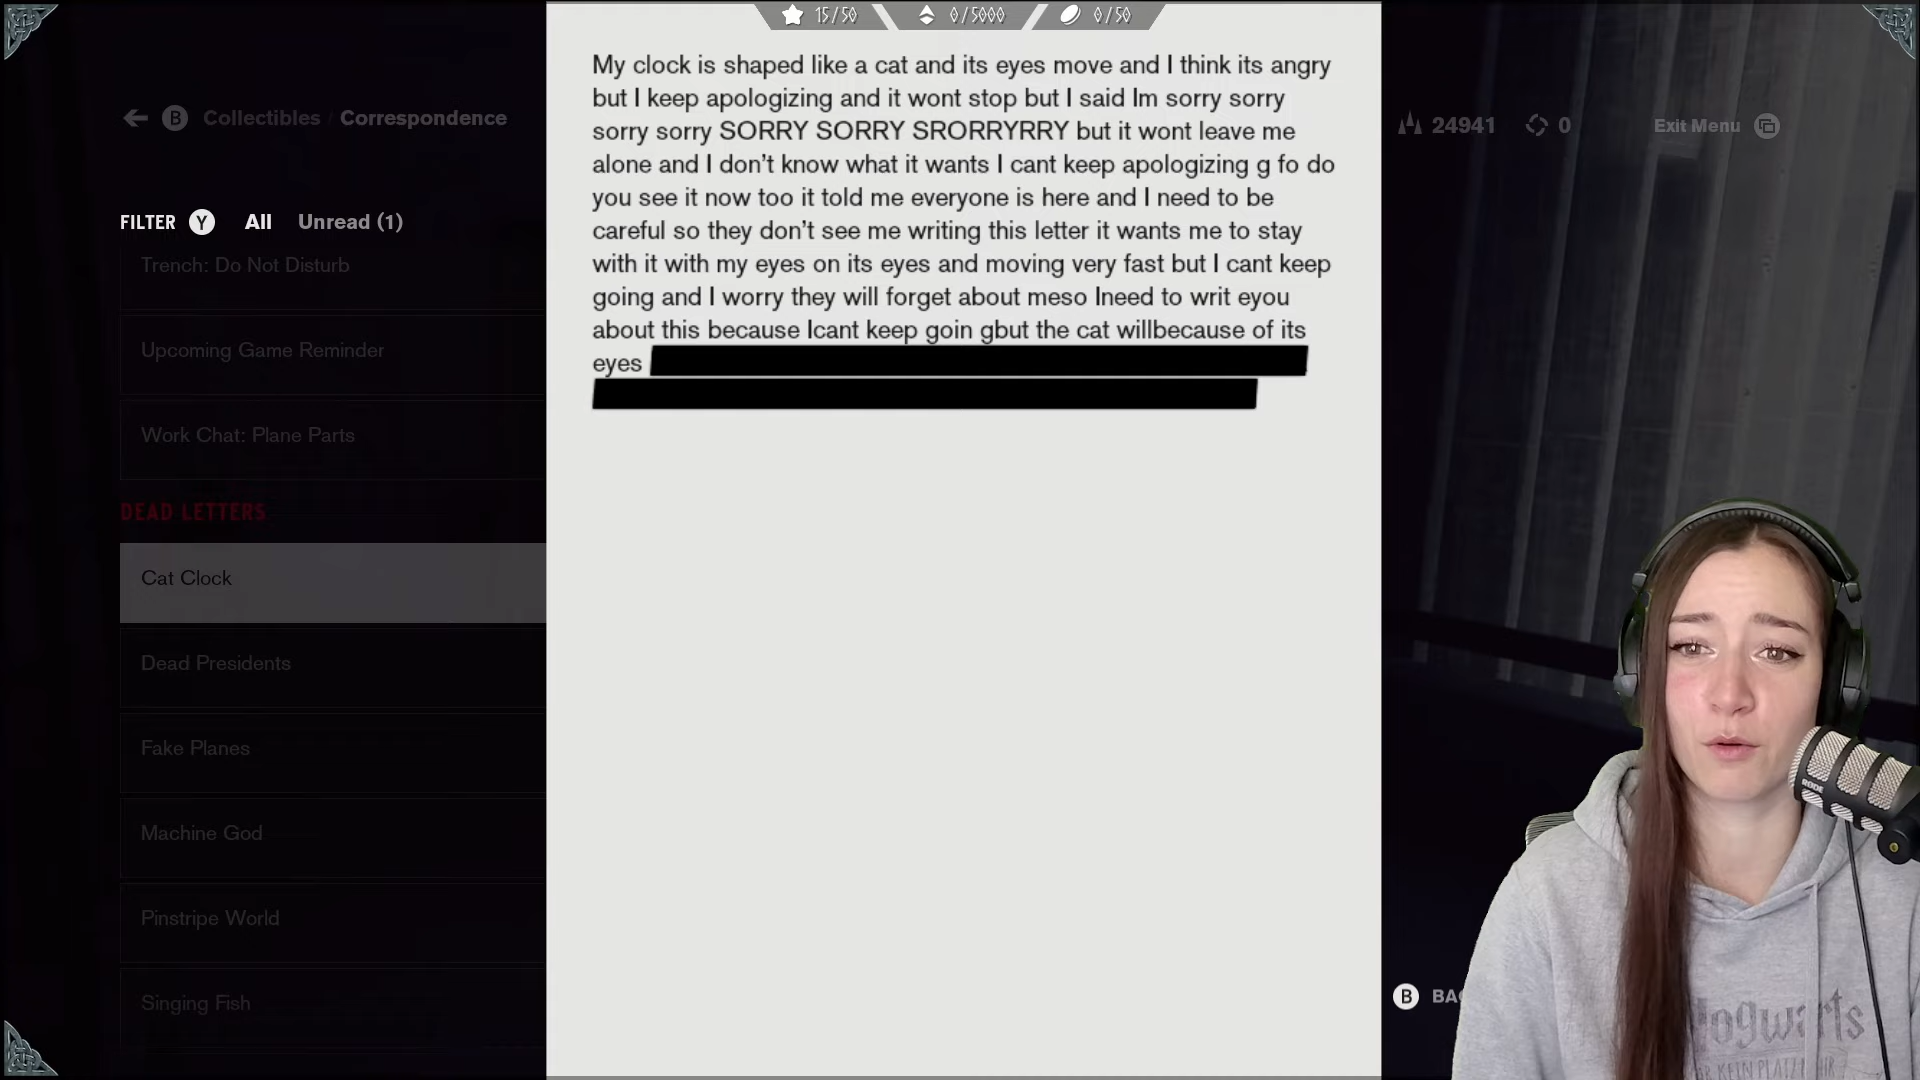 15/50
0/5000
0/50
B Collectibles / Correspondence
24941
0
Exit Menu
FILTER Y All Unread (1)
Trench: Do Not Disturb
Upcoming Game Reminder
Work Chat: Plane Parts
DEAD LETTERS
Cat Clock
Dead Presidents
Fake Planes
Machine God
Pinstripe World
Singing Fish
My clock is shaped like a cat and its eyes move and I think its angry
but I keep apologizing and it wont stop but I said Im sorry sorry
sorry sorry SORRY SORRY SRORRYRRY but it wont leave me
alone and I don’t know what it wants I cant keep apologizing g fo do
you see it now too it told me everyone is here and I need to be
careful so they don’t see me writing this letter it wants me to stay
with it with my eyes on its eyes and moving very fast but I cant keep
going and I worry they will forget about meso Ineed to writ eyou
about this because Icant keep goin gbut the cat willbecause of its
eyes
B
RODE
Hogwarts